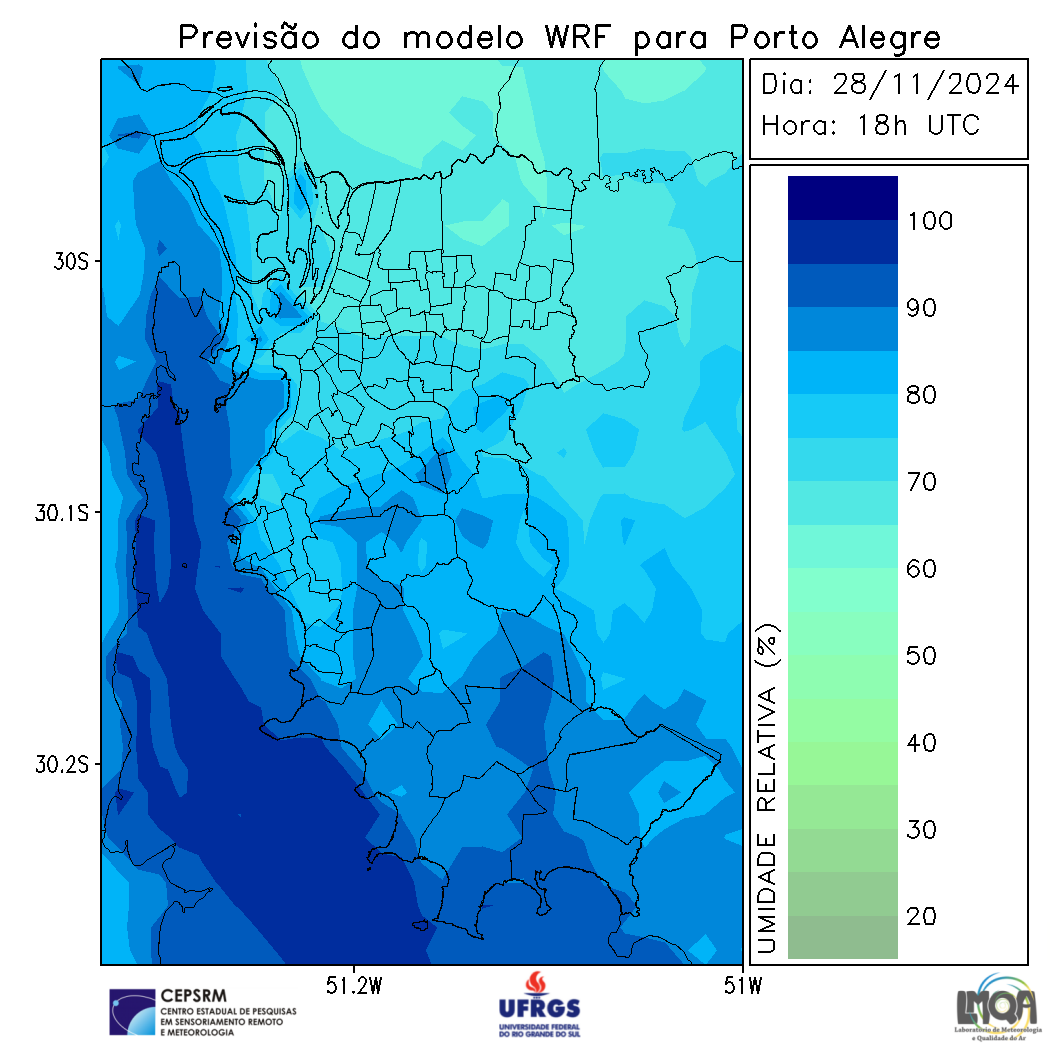 Previsão do modelo WRF para Porto Alegre
Dia: 28/11/2024
Hora: 18h UTC
30S
30.1S
30.2S
51.2W
51W
100
90
80
70
60
50
40
30
20
UMIDADE RELATIVA (%)
CEPSRM
CENTRO ESTADUAL DE PESQUISAS
EM SENSORIAMENTO REMOTO
E METEOROLOGIA
UFRGS
UNIVERSIDADE FEDERAL
DO RIO GRANDE DO SUL
LMQA
Laboratório de Meteorologia
e Qualidade do Ar